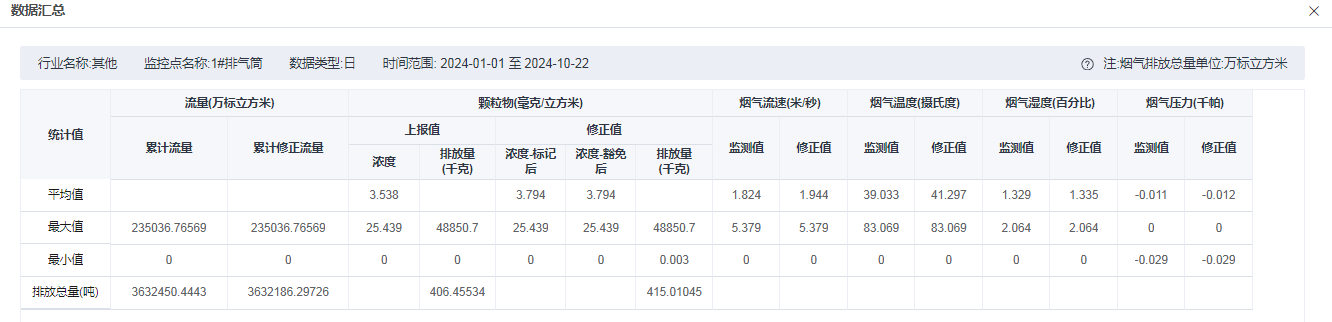 数据汇总
行业名称:其他 监控点名称:1#排气筒 数据类型:日 时间范围: 2024-01-01 至 2024-10-22 注:烟气排放总量单位:万标立方米
统计值 流量(万标立方米) 颗粒物(毫克/立方米) 烟气流速(米/秒) 烟气温度(摄氏度) 烟气湿度(百分比) 烟气压力(千帕)
累计流量 累计修正流量 上报值 修正值 监测值 修正值 监测值 修正值 监测值 修正值 监测值 修正值
浓度 排放量(千克) 浓度-标记后 浓度-豁免后 排放量(千克)
平均值 3.538 3.794 3.794 1.824 1.944 39.033 41.297 1.329 1.335 -0.011 -0.012
最大值 235036.76569 235036.76569 25.439 48850.7 25.439 25.439 48850.7 5.379 5.379 83.069 83.069 2.064 2.064 0 0
最小值 0 0 0 0 0 0 0.003 0 0 0 0 0 0 -0.029 -0.029
排放总量(吨) 3632450.4443 3632186.29726 406.45534 415.01045